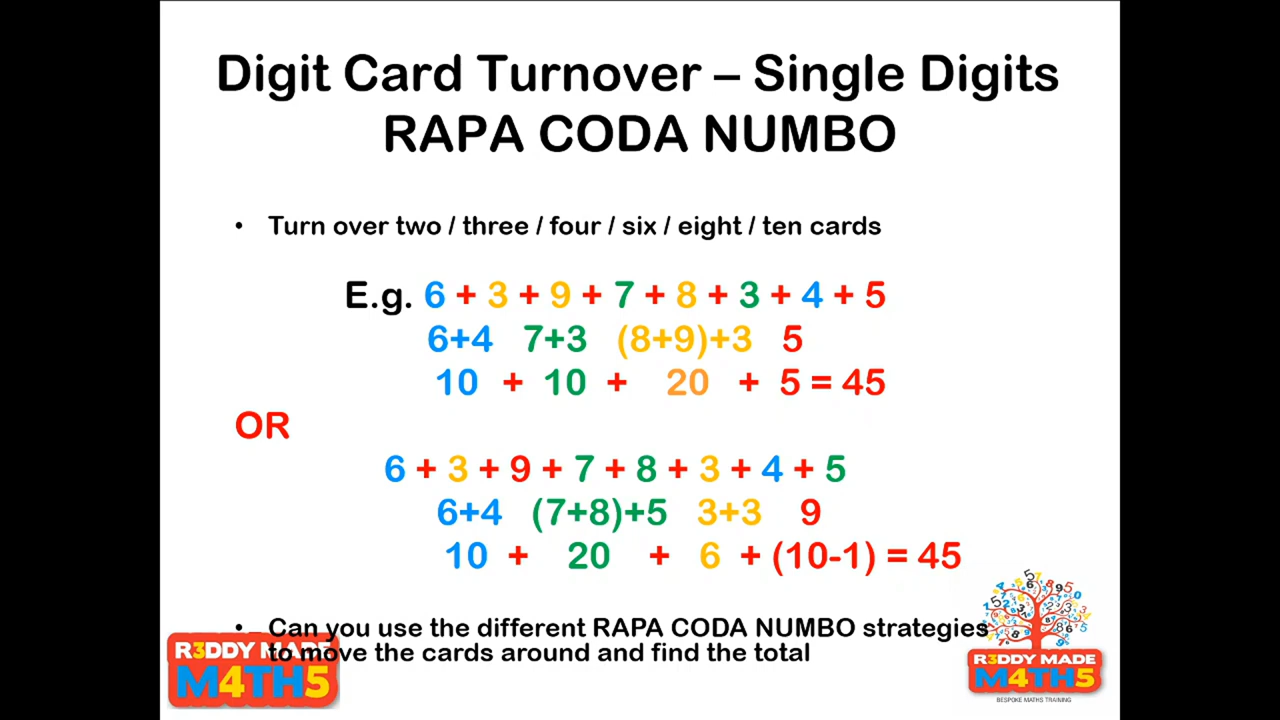 Digit Card Turnover – Single Digits
RAPA CODA NUMBO
• Turn over two / three / four / six / eight / ten cards
E.g. 6 + 3 + 9 + 7 + 8 + 3 + 4 + 5
6+4 7+3 (8+9)+3 5
10 + 10 + 20 + 5 = 45
OR
6 + 3 + 9 + 7 + 8 + 3 + 4 + 5
6+4 (7+8)+5 3+3 9
10 + 20 + 6 + (10-1) = 45
• Can you use the different RAPA CODA NUMBO strategies
to move the cards around and find the total
R3DDY MADE
M4TH5
R3DDY MADE
M4TH5
BESPOKE MATHS TRAINING